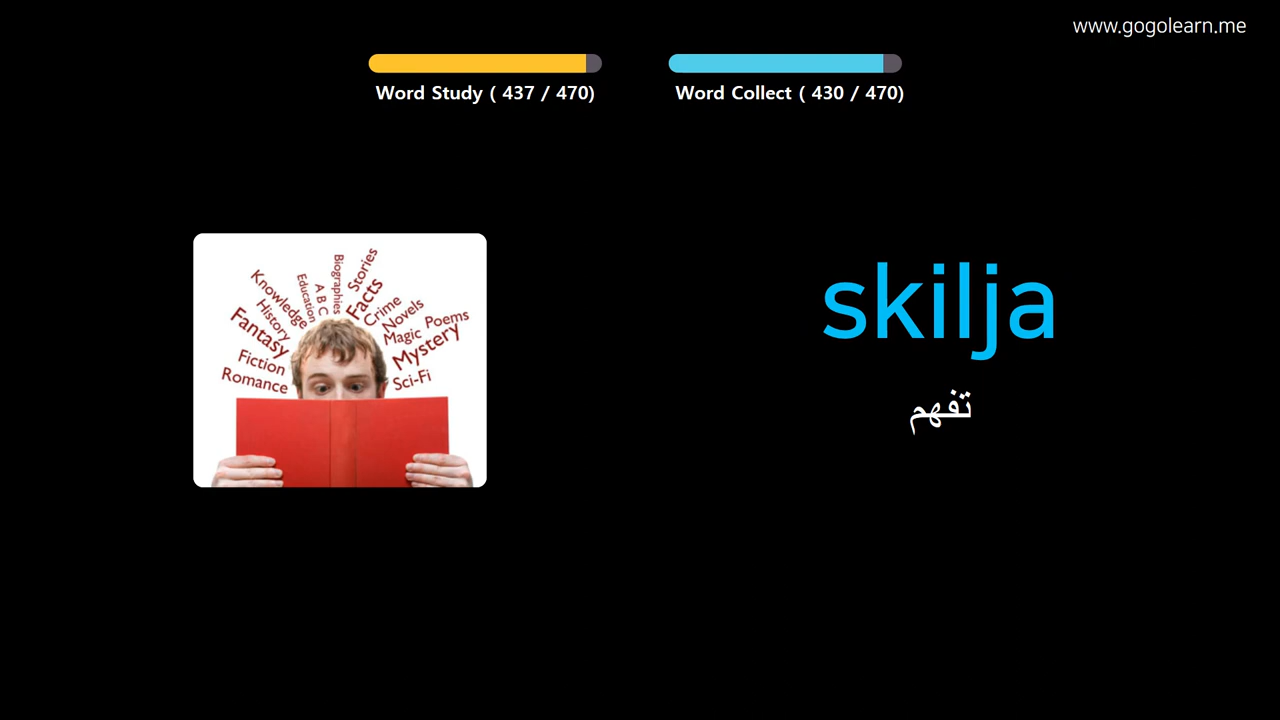 www.gogolearn.me
Word Study ( 437 / 470)
Word Collect ( 430 / 470)
Knowledge
History
Fantasy
Fiction
Romance
Education
A B C
Biographies
Stories
Facts
Crime
Novels
Magic
Poems
Mystery
Sci-Fi
skilja
تفهم